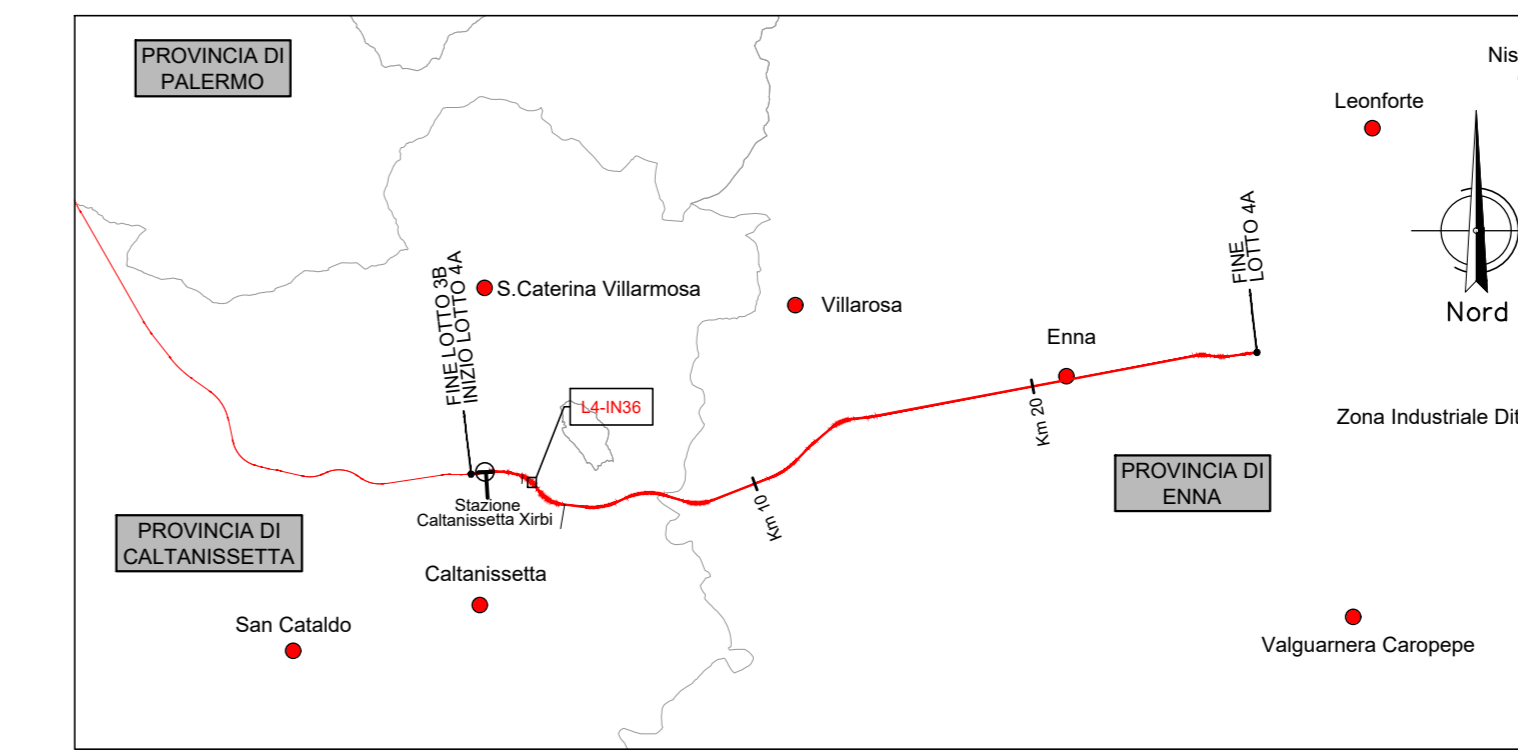 PROVINCIA DI
PALERMO
Nis
Leonforte
Nord
FINE LOTTO 3B
INIZIO LOTTO 4A
S.Caterina Villarmosa
Villarosa
Enna
FINE
LOTTO 4A
L4-IN36
Km 20
Zona Industriale Dit
PROVINCIA DI
ENNA
Km 10
Stazione
Caltanissetta Xirbi
PROVINCIA DI
CALTANISSETTA
Caltanissetta
San Cataldo
Valguarnera Caropepe